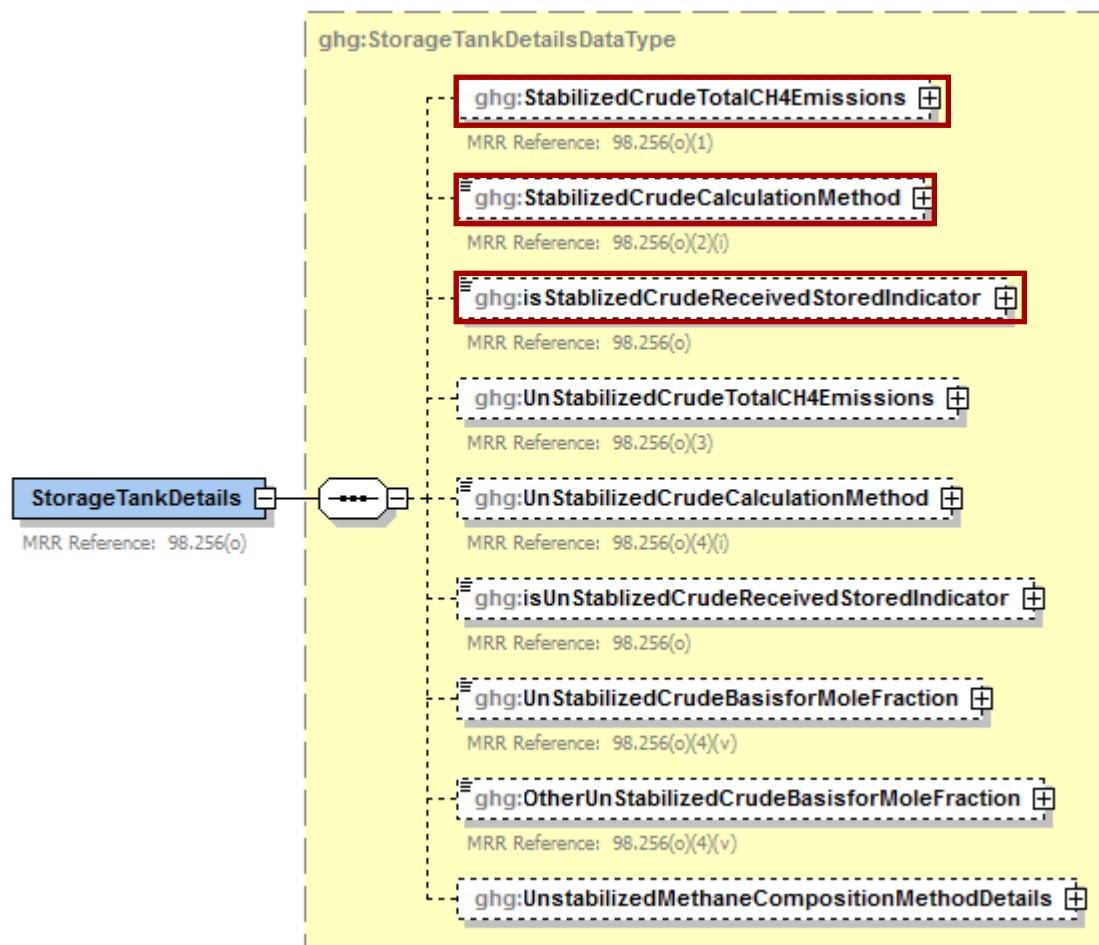 ghg:StorageTankDetailsDataType
ghg:StabilizedCrudeTotalCH4Emissions
MRR Reference: 98.256(o)(1)
ghg:StabilizedCrudeCalculationMethod
MRR Reference: 98.256(o)(2)(i)
ghg:isStablizedCrudeReceivedStoredIndicator
MRR Reference: 98.256(o)
ghg:UnStabilizedCrudeTotalCH4Emissions
MRR Reference: 98.256(o)(3)
StorageTankDetails
MRR Reference: 98.256(o)
ghg:UnStabilizedCrudeCalculationMethod
MRR Reference: 98.256(o)(4)(i)
ghg:isUnStablizedCrudeReceivedStoredIndicator
MRR Reference: 98.256(o)
ghg:UnStabilizedCrudeBasisforMoleFraction
MRR Reference: 98.256(o)(4)(v)
ghg:OtherUnStabilizedCrudeBasisforMoleFraction
MRR Reference: 98.256(o)(4)(v)
ghg:UnstabilizedMethaneCompositionMethodDetails